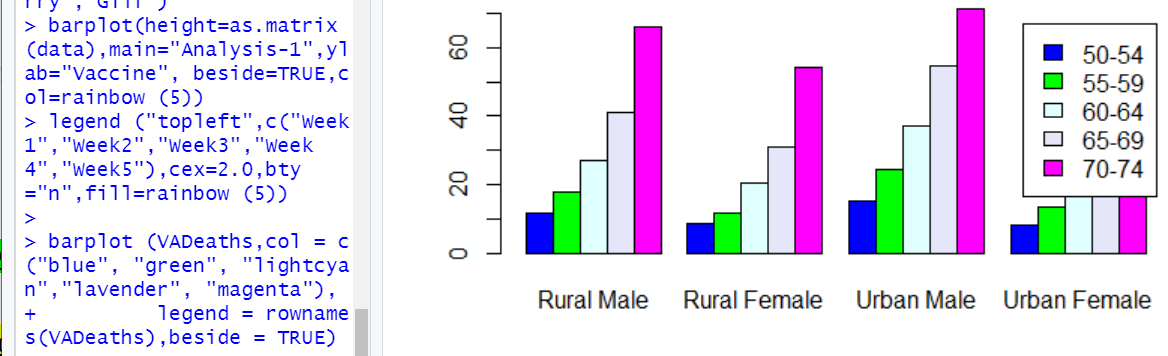 > barplot(height=as.matrix
(data),main="Analysis-1",yl
ab="Vaccine", beside=TRUE,c
ol=rainbow (5))
> legend ("topleft",c("Week
1","Week2","Week3","Week
4","Week5"),cex=2.0,bty
="n",fill=rainbow (5))
>
> barplot (VADeaths,col = c
("blue", "green", "lightcya
n","lavender", "magenta"),
+ legend = rowname
s(VADeaths),beside = TRUE)
60
40
20
0
50-54
55-59
60-64
65-69
70-74
Rural Male Rural Female Urban Male Urban Female